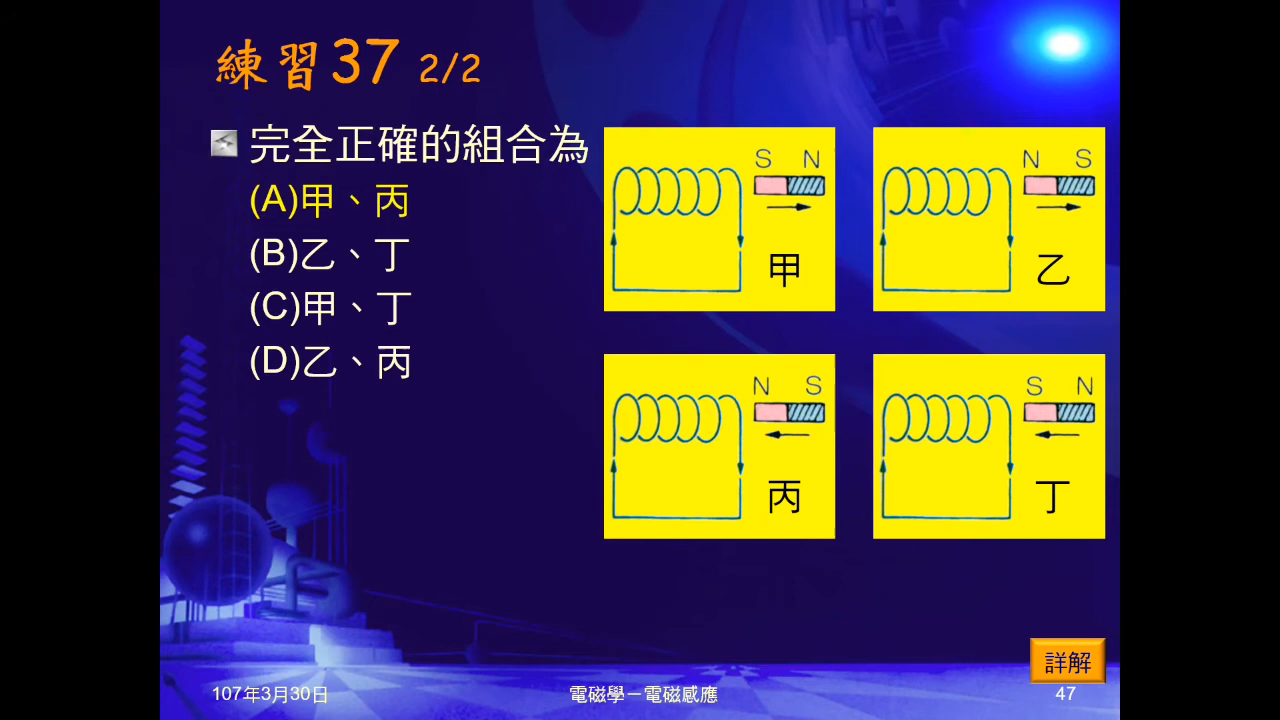 練習37 2/2
完全正確的組合為
(A)甲、丙
(B)乙、丁
(C)甲、丁
(D)乙、丙
S N
甲
N S
乙
N S
丙
S N
丁
詳解
107年3月30日
電磁學－電磁感應
47